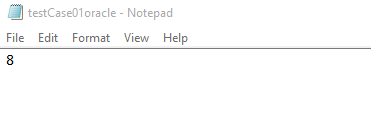 testCase01oracle - Notepad
File Edit Format View Help
8